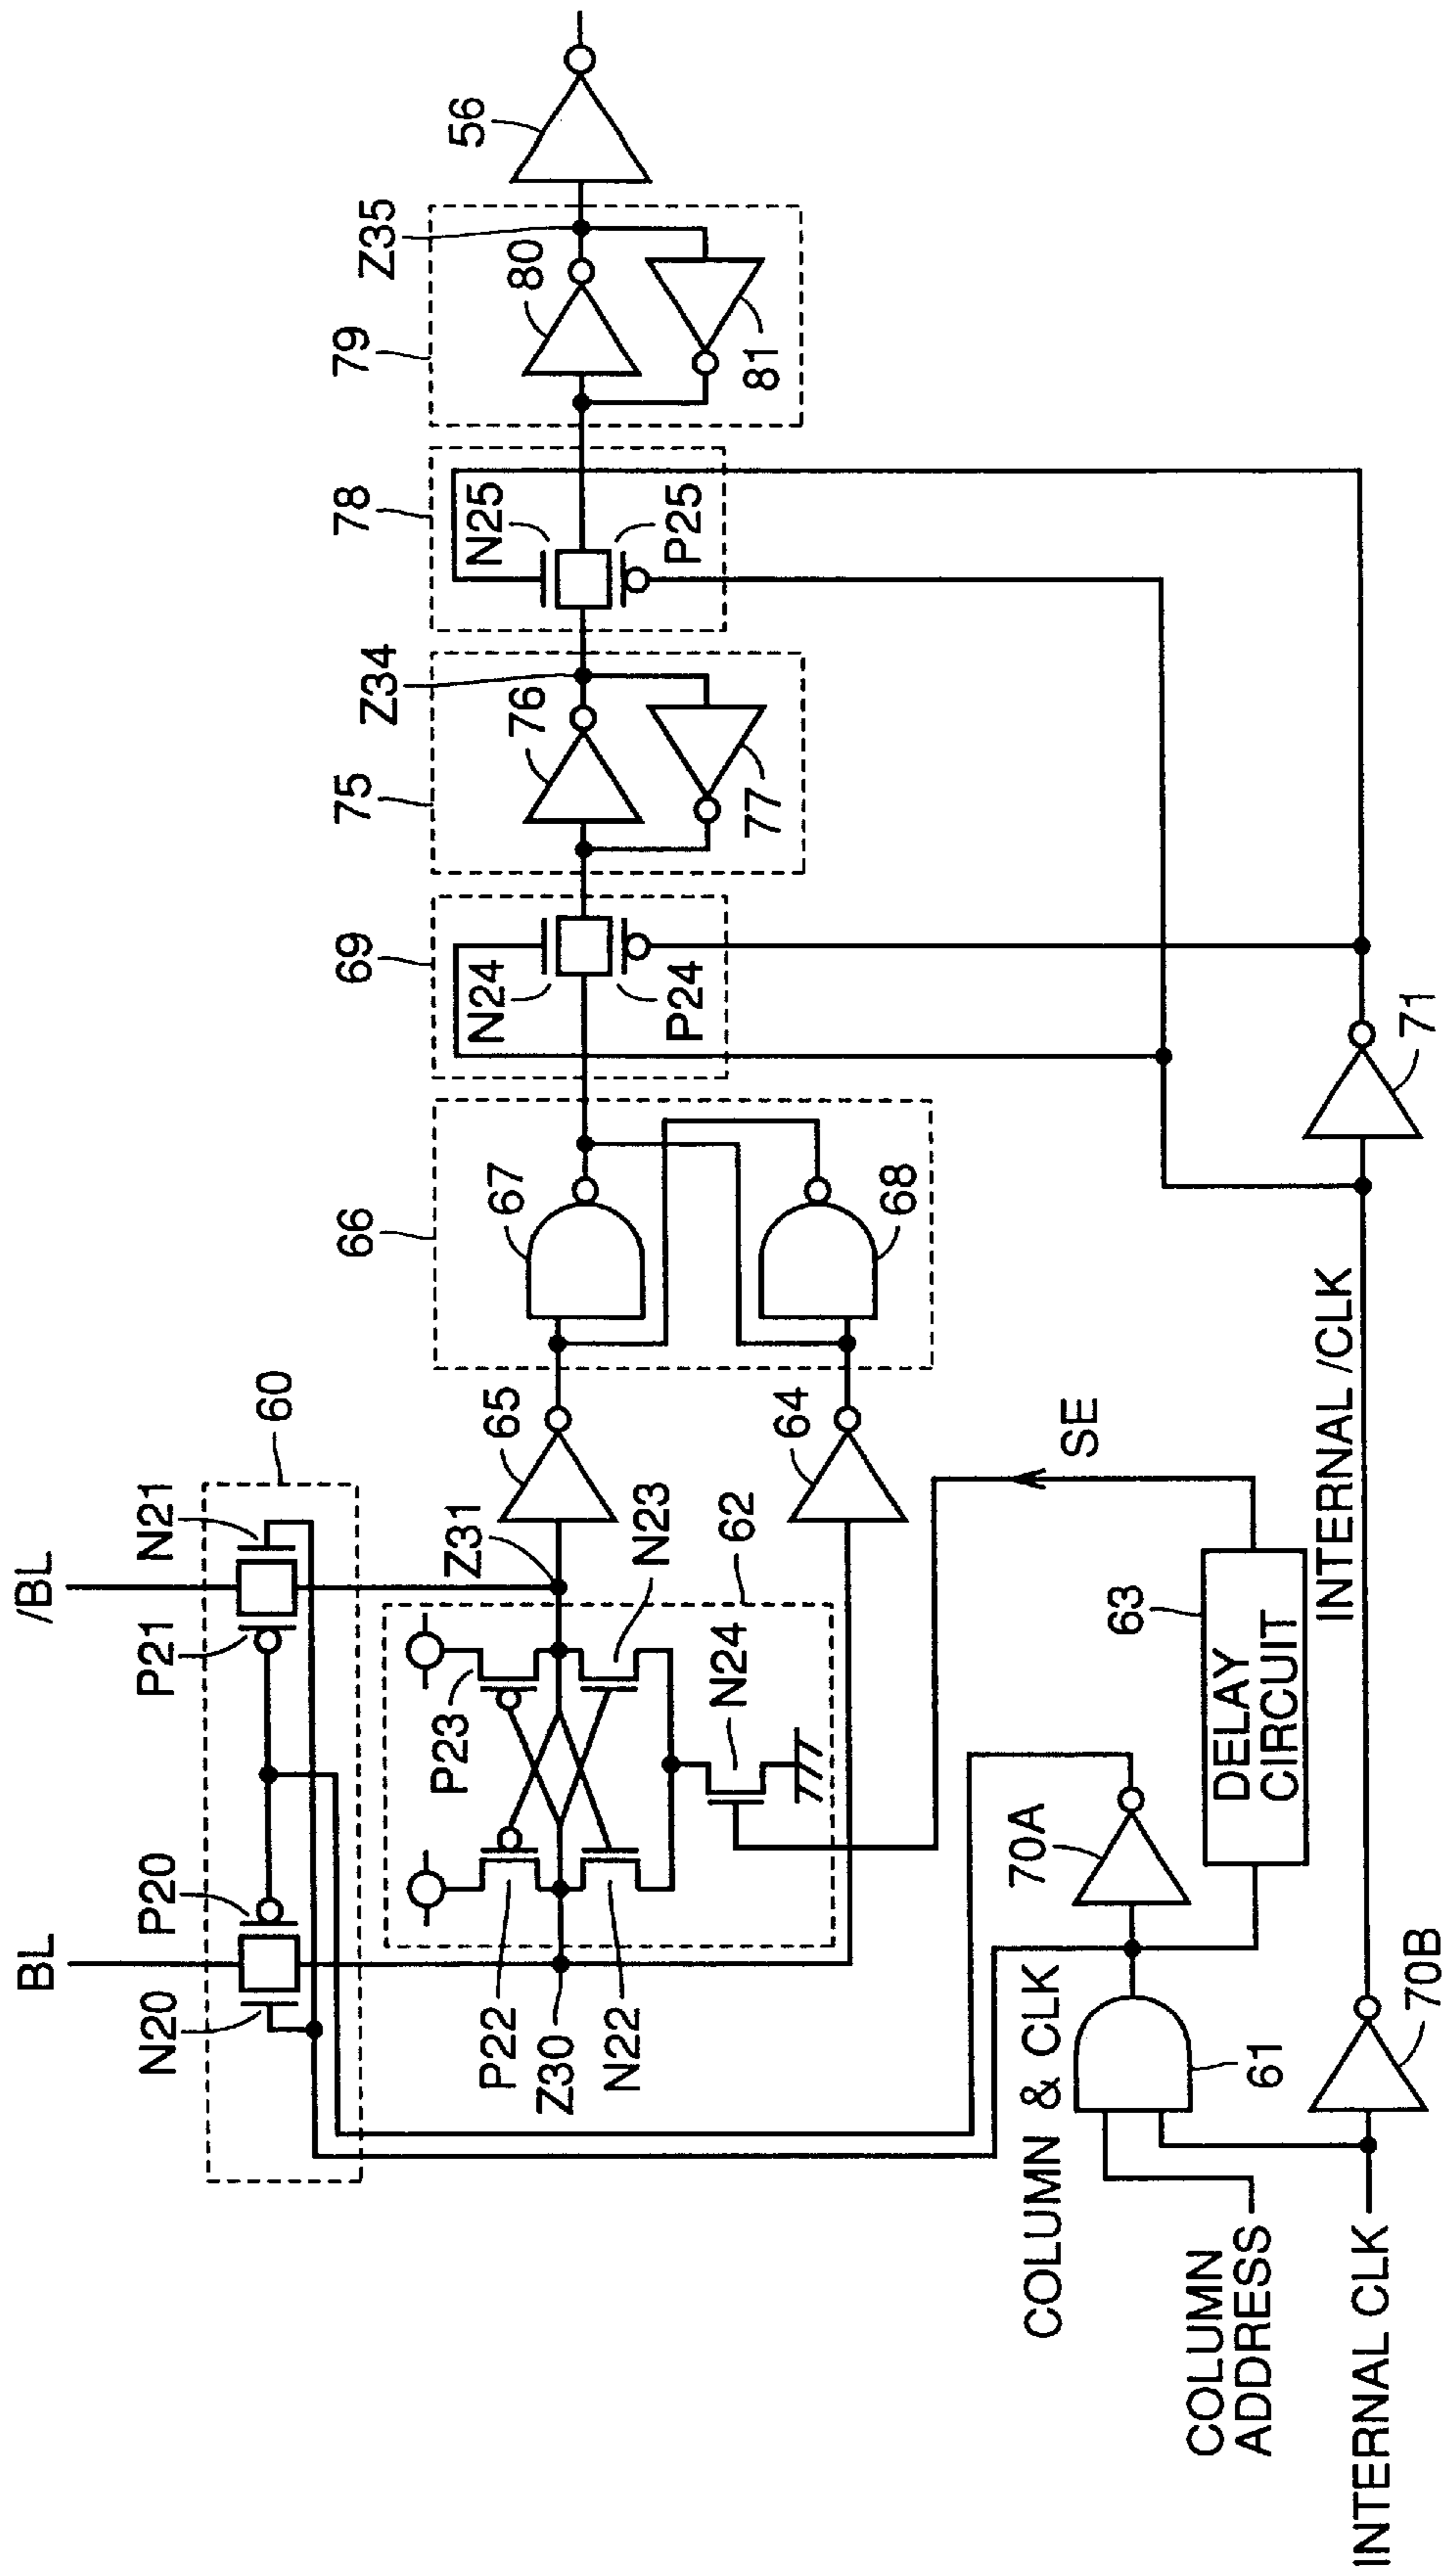 BL
/BL
N20
P20
P21
N21
60
P22
Z30
N22
P23
Z31
N23
62
N24
65
64
66
67
68
69
N24
P24
75
Z34
76
77
78
N25
P25
79
Z35
80
81
56
SE
COLUMN & CLK
61
70A
63
DELAY
CIRCUIT
COLUMN
ADDRESS
INTERNAL CLK
70B
INTERNAL /CLK
71